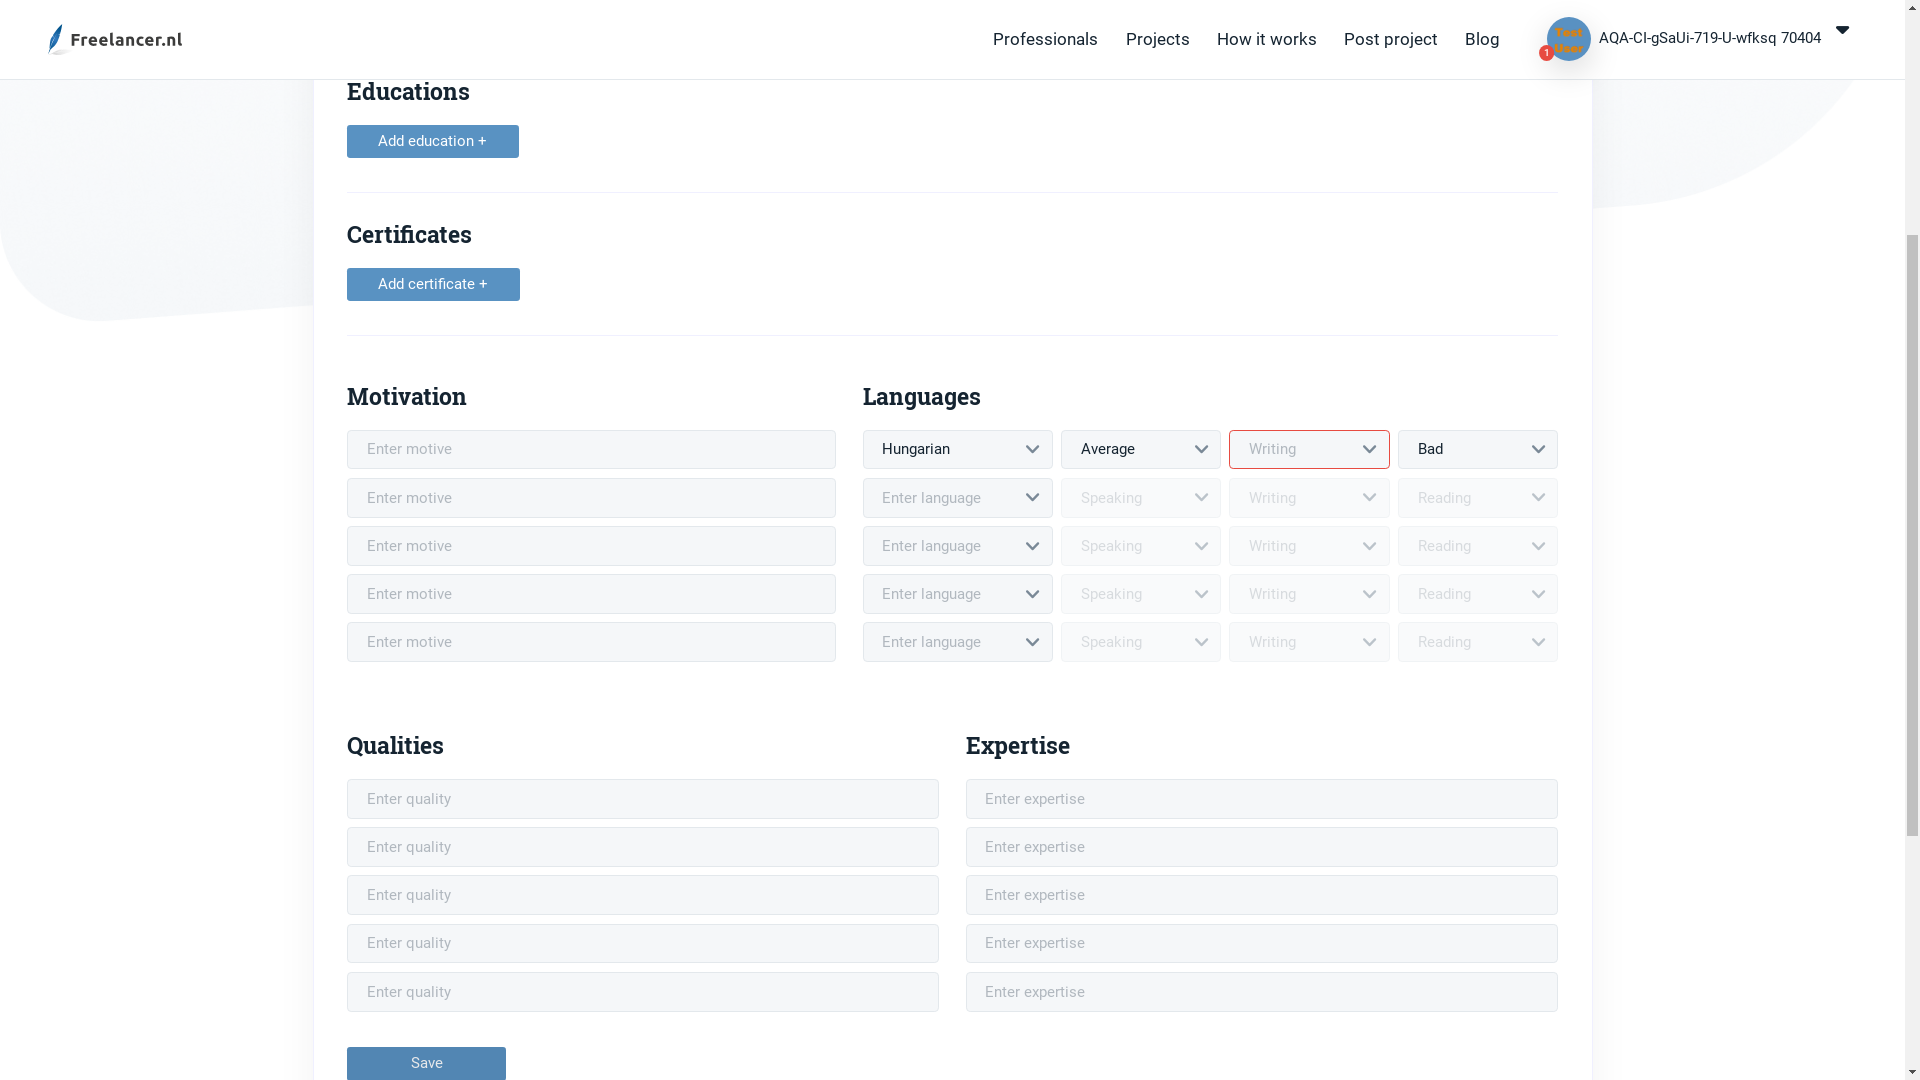 Freelancer.nl
Professionals Projects How it works Post project Blog
Test User
1
AQA-CI-gSaUi-719-U-wfksq 70404
Educations
Add education +
Certificates
Add certificate +
Motivation
Enter motive
Enter motive
Enter motive
Enter motive
Enter motive
Languages
Hungarian Average Writing Bad
Enter language Speaking Writing Reading
Enter language Speaking Writing Reading
Enter language Speaking Writing Reading
Enter language Speaking Writing Reading
Qualities
Enter quality
Enter quality
Enter quality
Enter quality
Enter quality
Expertise
Enter expertise
Enter expertise
Enter expertise
Enter expertise
Enter expertise
Save